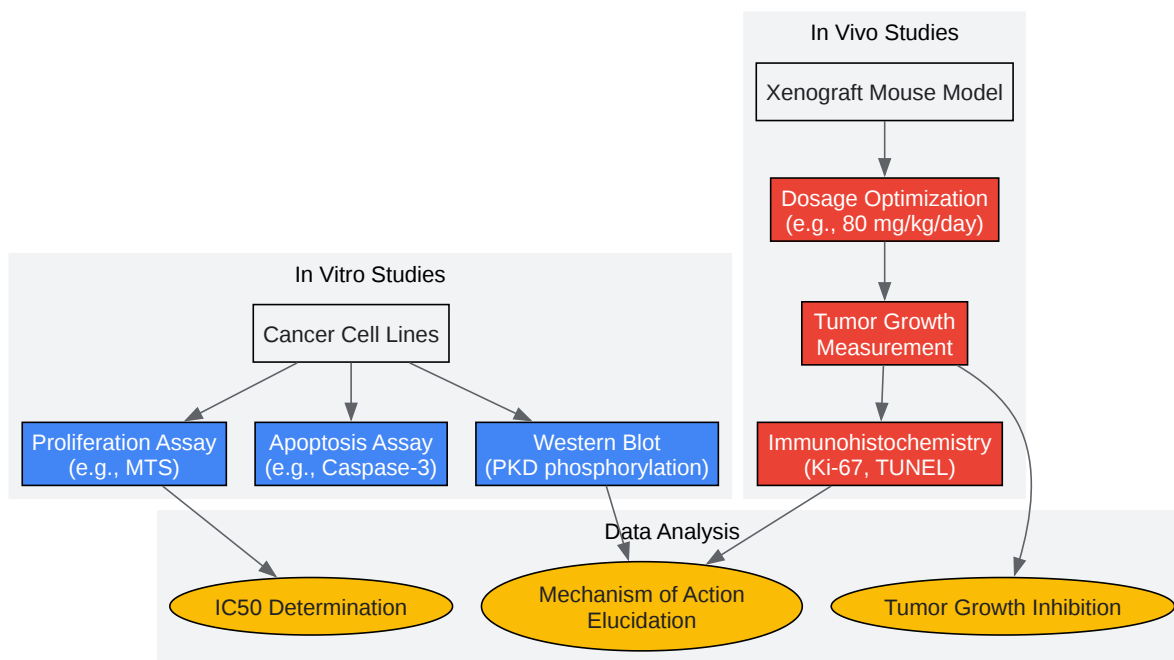 In Vivo Studies
Xenograft Mouse Model
Dosage Optimization
(e.g., 80 mg/kg/day)
Tumor Growth
Measurement
Immunohistochemistry
(Ki-67, TUNEL)
In Vitro Studies
Cancer Cell Lines
Proliferation Assay
(e.g., MTS)
Apoptosis Assay
(e.g., Caspase-3)
Western Blot
(PKD phosphorylation)
Data Analysis
IC50 Determination
Mechanism of Action
Elucidation
Tumor Growth Inhibition